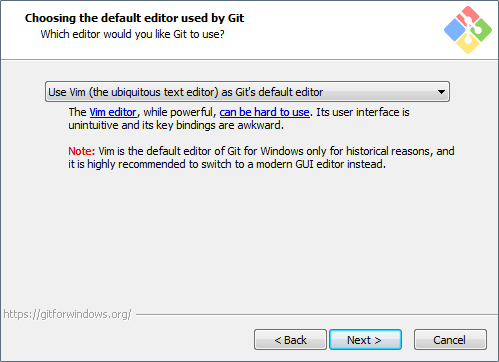 Choosing the default editor used by Git
Which editor would you like Git to use?
Use Vim (the ubiquitous text editor) as Git's default editor
The Vim editor, while powerful, can be hard to use. Its user interface is
unintuitive and its key bindings are awkward.
Note: Vim is the default editor of Git for Windows only for historical reasons, and
it is highly recommended to switch to a modern GUI editor instead.
https://gitforwindows.org/
< Back
Next >
Cancel